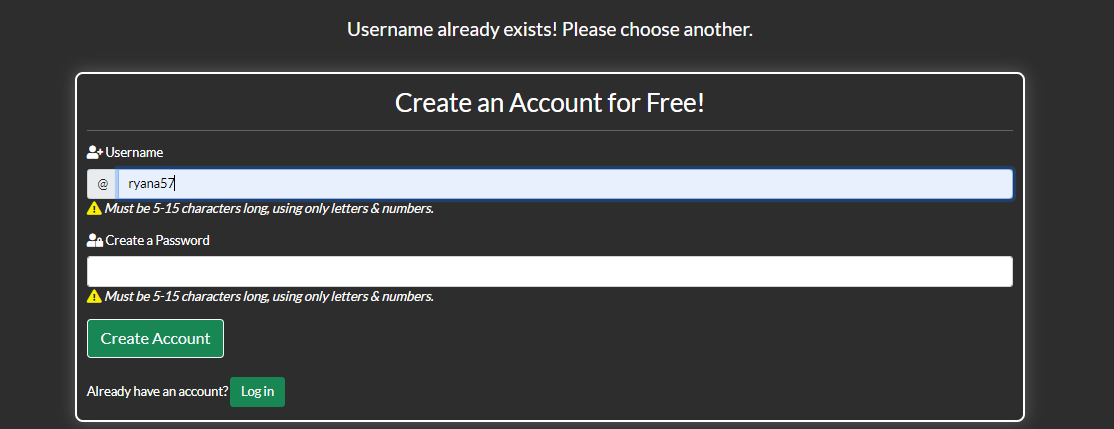 Username already exists! Please choose another.
Create an Account for Free!
Username
@ ryana57
Must be 5-15 characters long, using only letters & numbers.
Create a Password
Must be 5-15 characters long, using only letters & numbers.
Create Account
Already have an account? Log in